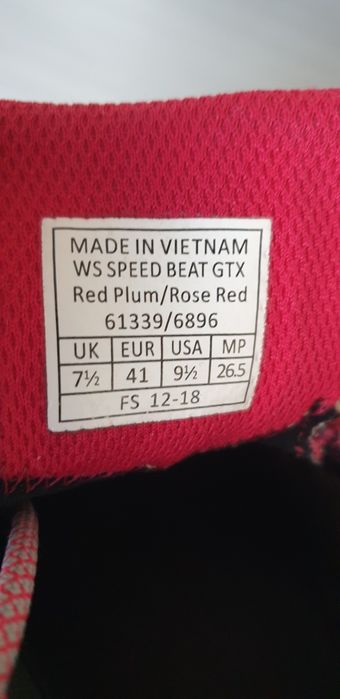 MADE IN VIETNAM
WS SPEED BEAT GTX
Red Plum/Rose Red
61339/6896
UK EUR USA MP
7½ 41 9½ 26.5
FS 12-18